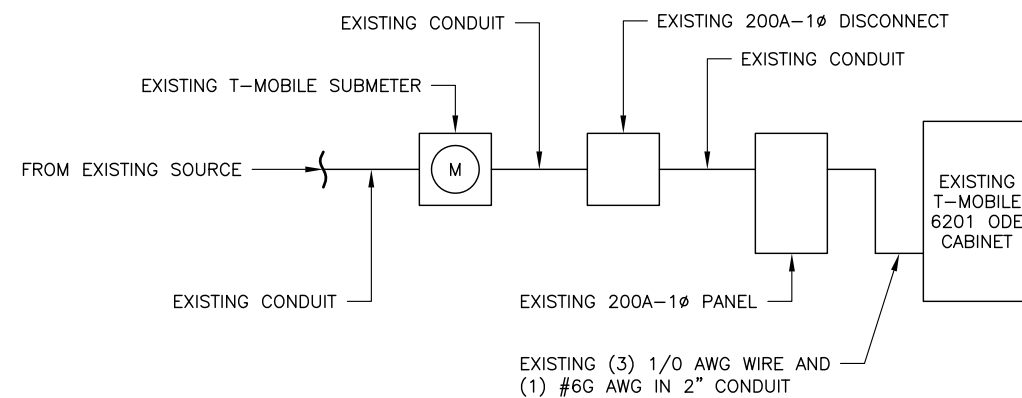 EXISTING CONDUIT
EXISTING 200A-1ø DISCONNECT
EXISTING CONDUIT
EXISTING T-MOBILE SUBMETER
FROM EXISTING SOURCE
M
EXISTING
T-MOBILE
6201 ODE
CABINET
EXISTING CONDUIT
EXISTING 200A-1ø PANEL
EXISTING (3) 1/0 AWG WIRE AND
(1) #6G AWG IN 2" CONDUIT